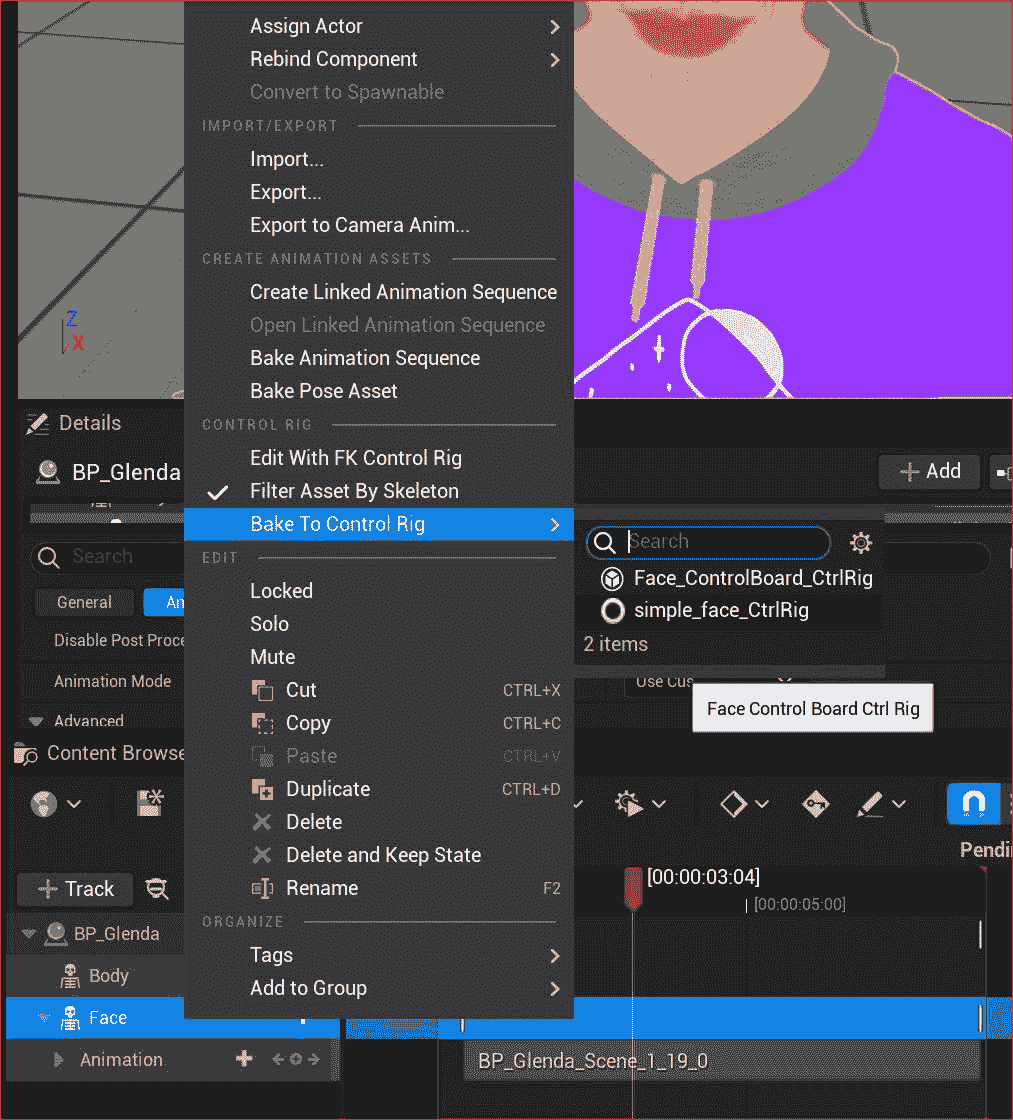 Assign Actor
Rebind Component
Convert to Spawnable
IMPORT/EXPORT
Import...
Export...
Export to Camera Anim...
CREATE ANIMATION ASSETS
Create Linked Animation Sequence
Open Linked Animation Sequence
Bake Animation Sequence
Bake Pose Asset
CONTROL RIG
Edit With FK Control Rig
Filter Asset By Skeleton
Bake To Control Rig
EDIT
Locked
Solo
Mute
Cut CTRL+X
Copy CTRL+C
Paste CTRL+V
Duplicate CTRL+D
Delete
Delete and Keep State
Rename F2
ORGANIZE
Tags
Add to Group
Search
Face_ControlBoard_CtrlRig
simple_face_CtrlRig
2 items
Use Cus
Face Control Board Ctrl Rig
Z
X
Details
BP_Glenda
Add
Search
General
An
Disable Post Proce
Animation Mode
Advanced
Content Browse
Pendi
Track
[00:00:03:04]
[00:00:05:00]
BP_Glenda
Body
Face
Animation
BP_Glenda_Scene_1_19_0